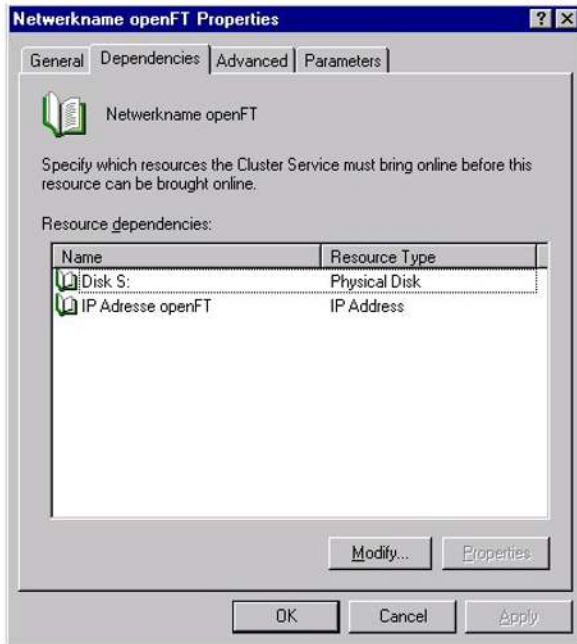 Netwerkname openFT Properties
General Dependencies Advanced Parameters
Netwerkname openFT
Specify which resources the Cluster Service must bring online before this
resource can be brought online.
Resource dependencies:
Name Resource Type
Disk S: Physical Disk
IP Adresse openFT IP Address
Modify... Properties
OK Cancel Apply